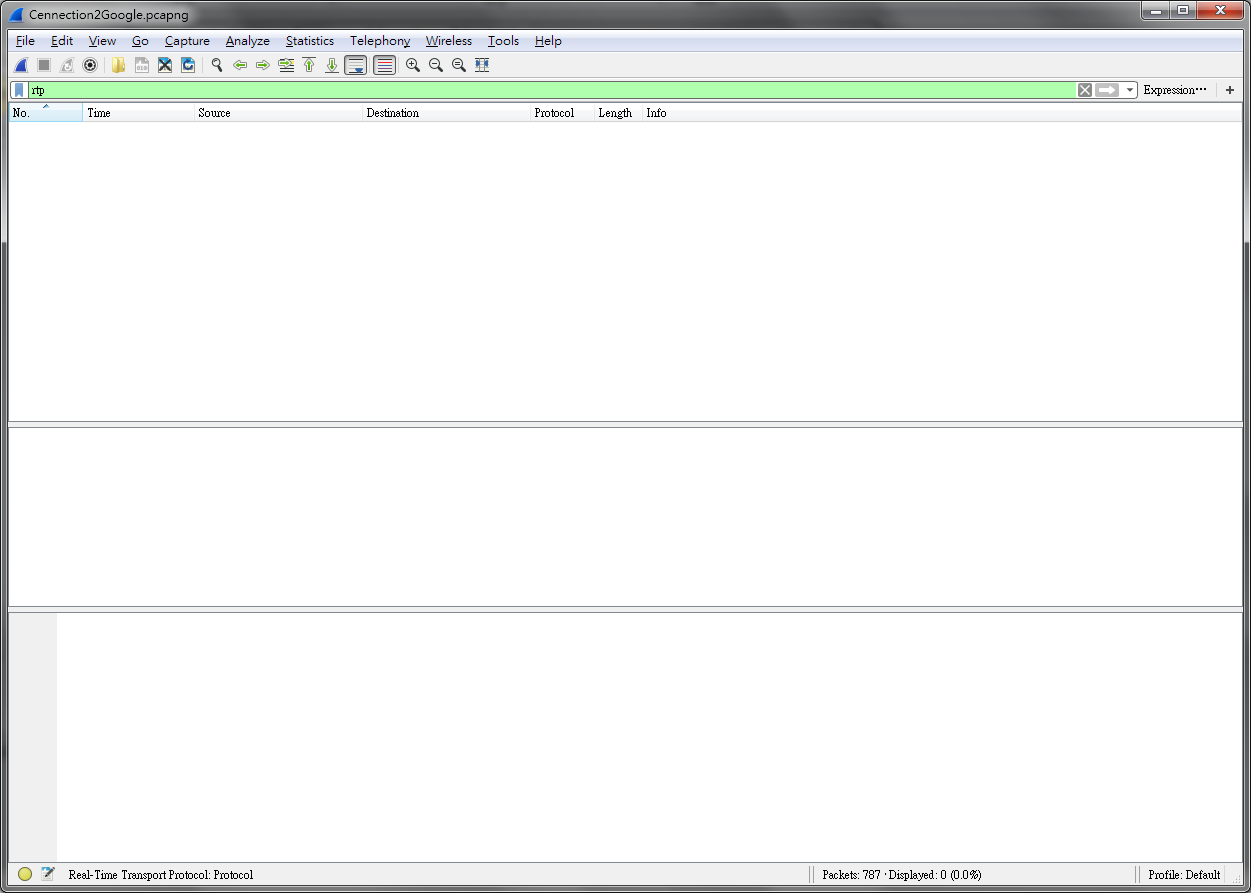 Cennection2Google.pcapng
File Edit View Go Capture Analyze Statistics Telephony Wireless Tools Help
rtp Expression⋯ +
No. Time Source Destination Protocol Length Info
Real-Time Transport Protocol: Protocol Packets: 787 · Displayed: 0 (0.0%) Profile: Default